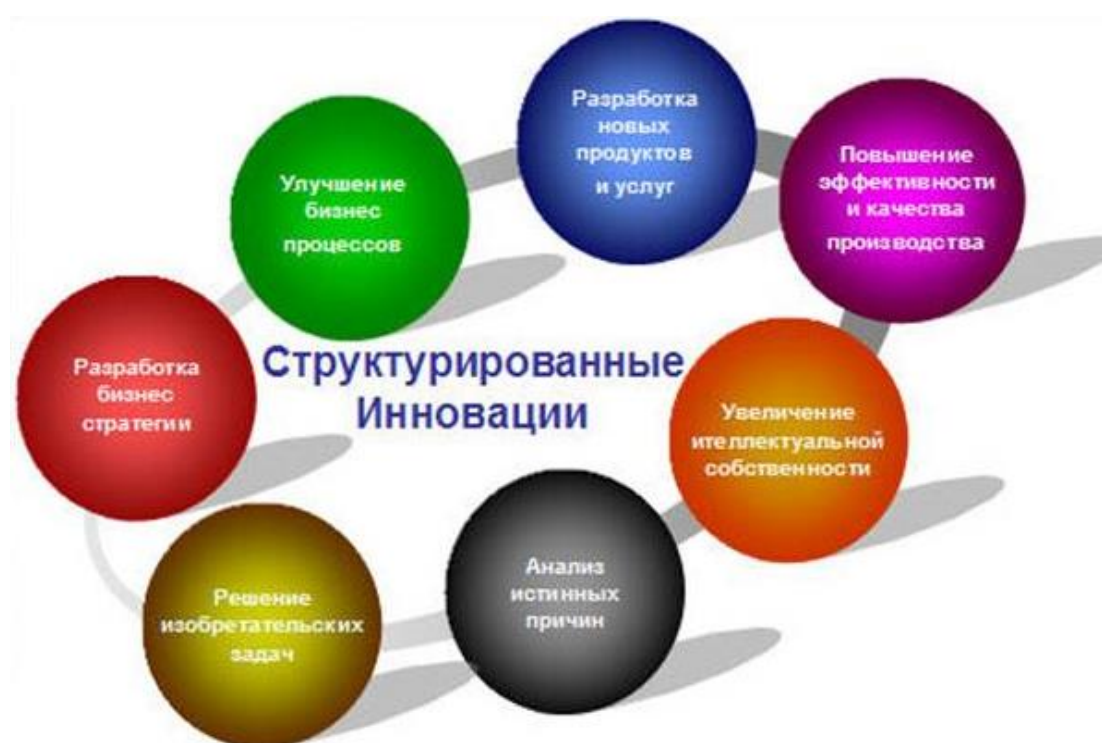 Разработка
новых
продуктов
и услуг
Повышение
эффективности
и качества
производства
Улучшение
бизнес
процессов
Разработка
бизнес
стратегии
Структурированные
Инновации
Увеличение
ителлектуальной
собственности
Анализ
истинных
причин
Решение
изобретательских
задач